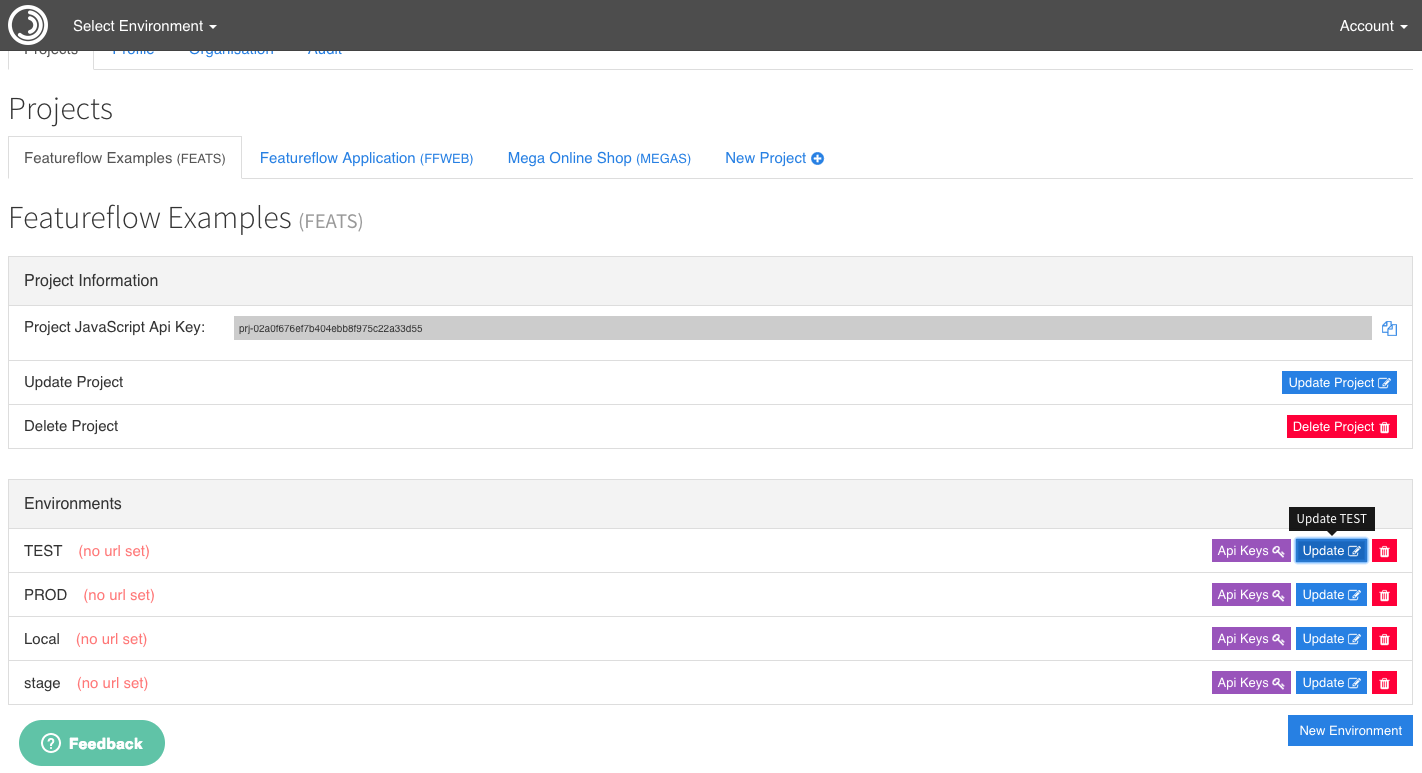 Select Environment
Account
Projects Profile Organisation Audit
Projects
Featureflow Examples (FEATS) Featureflow Application (FFWEB) Mega Online Shop (MEGAS) New Project
Featureflow Examples (FEATS)
Project Information
Project JavaScript Api Key: prj-02a0f676ef7b404ebb8f975c22a33d55
Update Project Update Project
Delete Project Delete Project
Environments
Update TEST
TEST (no url set) Api Keys Update
PROD (no url set) Api Keys Update
Local (no url set) Api Keys Update
stage (no url set) Api Keys Update
New Environment
Feedback